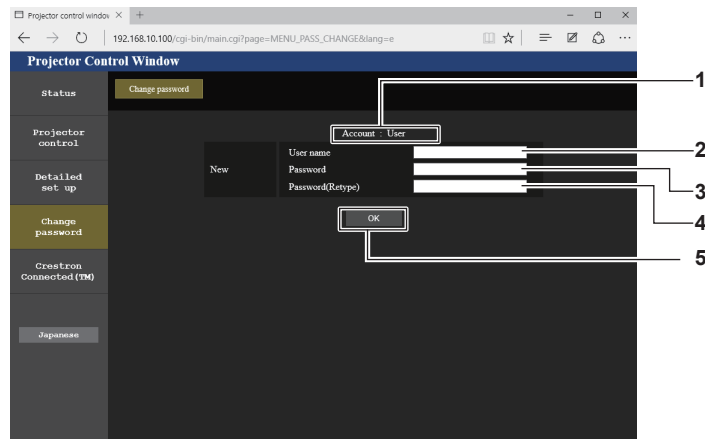 Projector control window
192.168.10.100/cgi-bin/main.cgi?page=MENU_PASS_CHANGE&lang=e
Projector Control Window
Status
Change password
Projector
control
Detailed
set up
Change
password
Crestron
Connected(TM)
Japanese
Account : User
New
User name
Password
Password(Retype)
OK
1
2
3
4
5